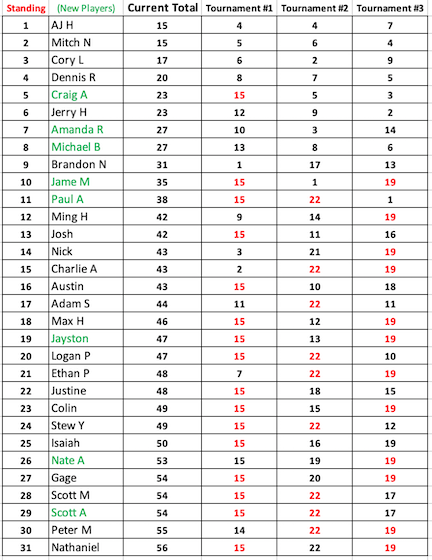 Standing (New Players) Current Total Tournament #1 Tournament #2 Tournament #3
1 AJ H 15 4 4 7
2 Mitch N 15 5 6 4
3 Cory L 17 6 2 9
4 Dennis R 20 8 7 5
5 Craig A 23 15 5 3
6 Jerry H 23 12 9 2
7 Amanda R 27 10 3 14
8 Michael B 27 13 8 6
9 Brandon N 31 1 17 13
10 Jame M 35 15 1 19
11 Paul A 38 15 22 1
12 Ming H 42 9 14 19
13 Josh 42 15 11 16
14 Nick 43 3 21 19
15 Charlie A 43 2 22 19
16 Austin 43 15 10 18
17 Adam S 44 11 22 11
18 Max H 46 15 12 19
19 Jayston 47 15 13 19
20 Logan P 47 15 22 10
21 Ethan P 48 7 22 19
22 Justine 48 15 18 15
23 Colin 49 15 15 19
24 Stew Y 49 15 22 12
25 Isaiah 50 15 16 19
26 Nate A 53 15 19 19
27 Gage 54 15 20 19
28 Scott M 54 15 22 17
29 Scott A 54 15 22 17
30 Peter M 55 14 22 19
31 Nathaniel 56 15 22 19